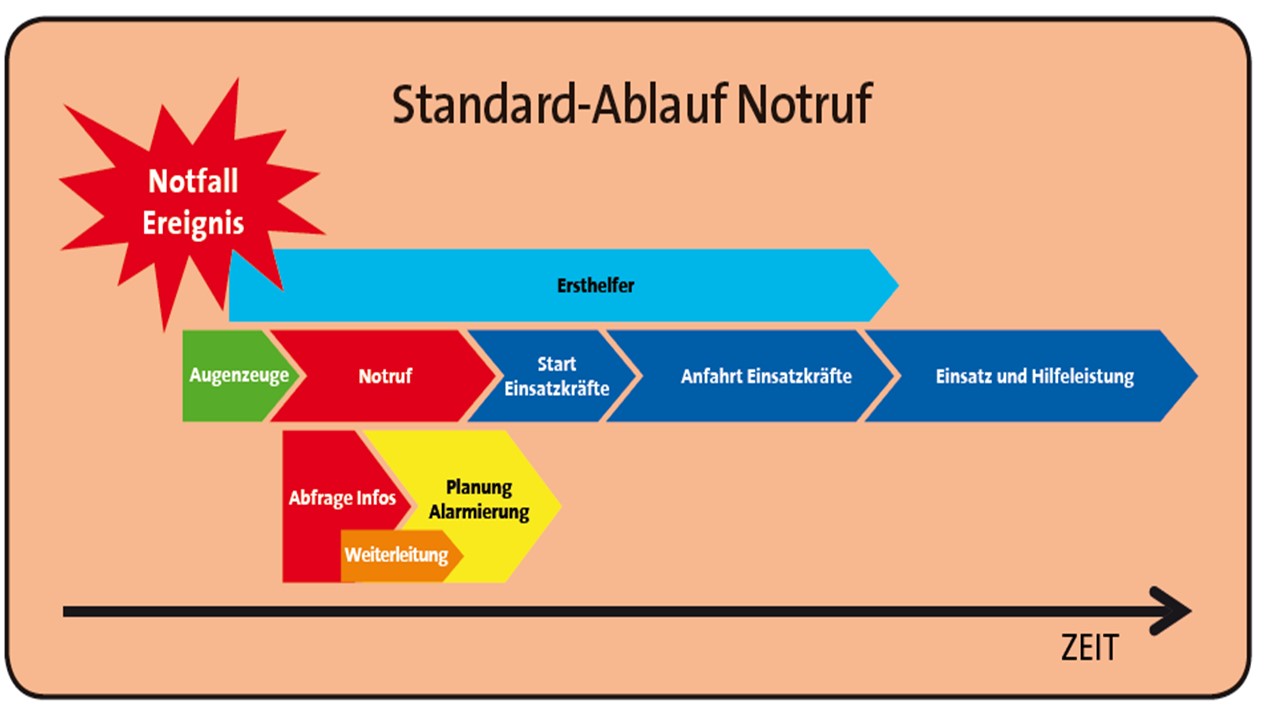 Standard-Ablauf Notruf
Notfall
Ereignis
Ersthelfer
Augenzeuge
Notruf
Start
Einsatzkräfte
Anfahrt Einsatzkräfte
Einsatz und Hilfeleistung
Abfrage Infos
Planung
Alarmierung
Weiterleitung
ZEIT